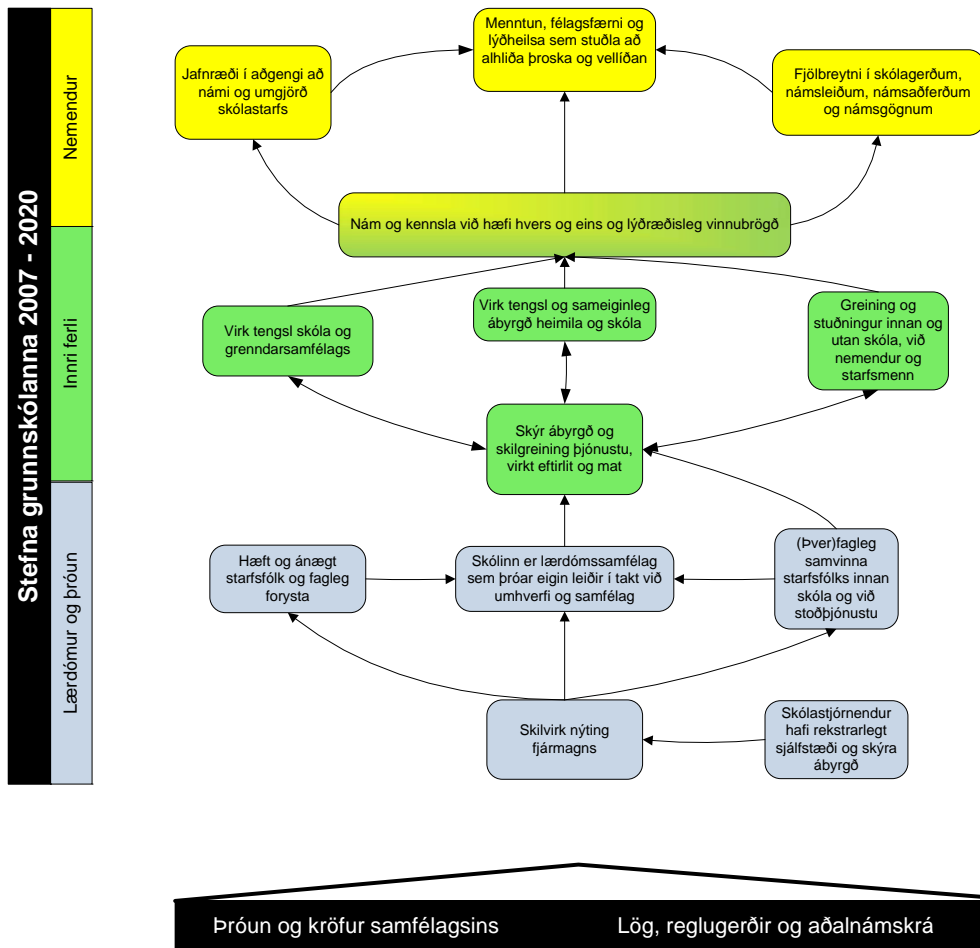 Stefna grunnskólanna 2007 - 2020
Nemendur
Innri ferli
Lærdómur og þróun
Menntun, félagsfærni og
lýðheilsa sem stuðla að
alhliða þroska og vellíðan
Jafnræði í aðgengi að
námi og umgjörð
skólastarfs
Fjölbreytni í skólagerðum,
námsleiðum, námsaðferðum
og námsgögnum
Nám og kennsla við hæfi hvers og eins og lýðræðisleg vinnubrögð
Virk tengsl skóla og
grenndarsamfélags
Virk tengsl og sameiginleg
ábyrgð heimila og skóla
Greining og
stuðningur innan og
utan skóla, við
nemendur og
starfsmenn
Skýr ábyrgð og
skilgreining þjónustu,
virkt eftirlit og mat
Hæft og ánægt
starfsfólk og fagleg
forysta
Skólinn er lærdómssamfélag
sem þróar eigin leiðir í takt við
umhverfi og samfélag
(Þver)fagleg
samvinna
starfsfólks innan
skóla og við
stoðþjónustu
Skilvirk nýting
fjármagns
Skólastjórnendur
hafi rekstrarlegt
sjálfstæði og skýra
ábyrgð
Þróun og kröfur samfélagsins
Lög, reglugerðir og aðalnámskrá